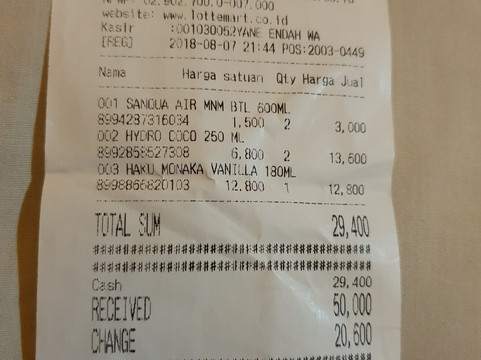 website: www.lottemart.co.id
Kasir :001030052YANE ENDAH WA
[REG] 2018-08-07 21:44 POS:2003-0449
Nama Harga satuan Qty Harga Jual
001 SANQUA AIR MNM BTL 600ML
8994287316034 1,500 2 3,000
002 HYDRO COCO 250 ML
8992858527308 6,800 2 13,600
003 HAKU MONAKA VANILLA 180ML
8998866820103 12,800 1 12,800
TOTAL SUM 29,400
################################
################################
Cash 29,400
RECEIVED 50,000
CHANGE 20,600